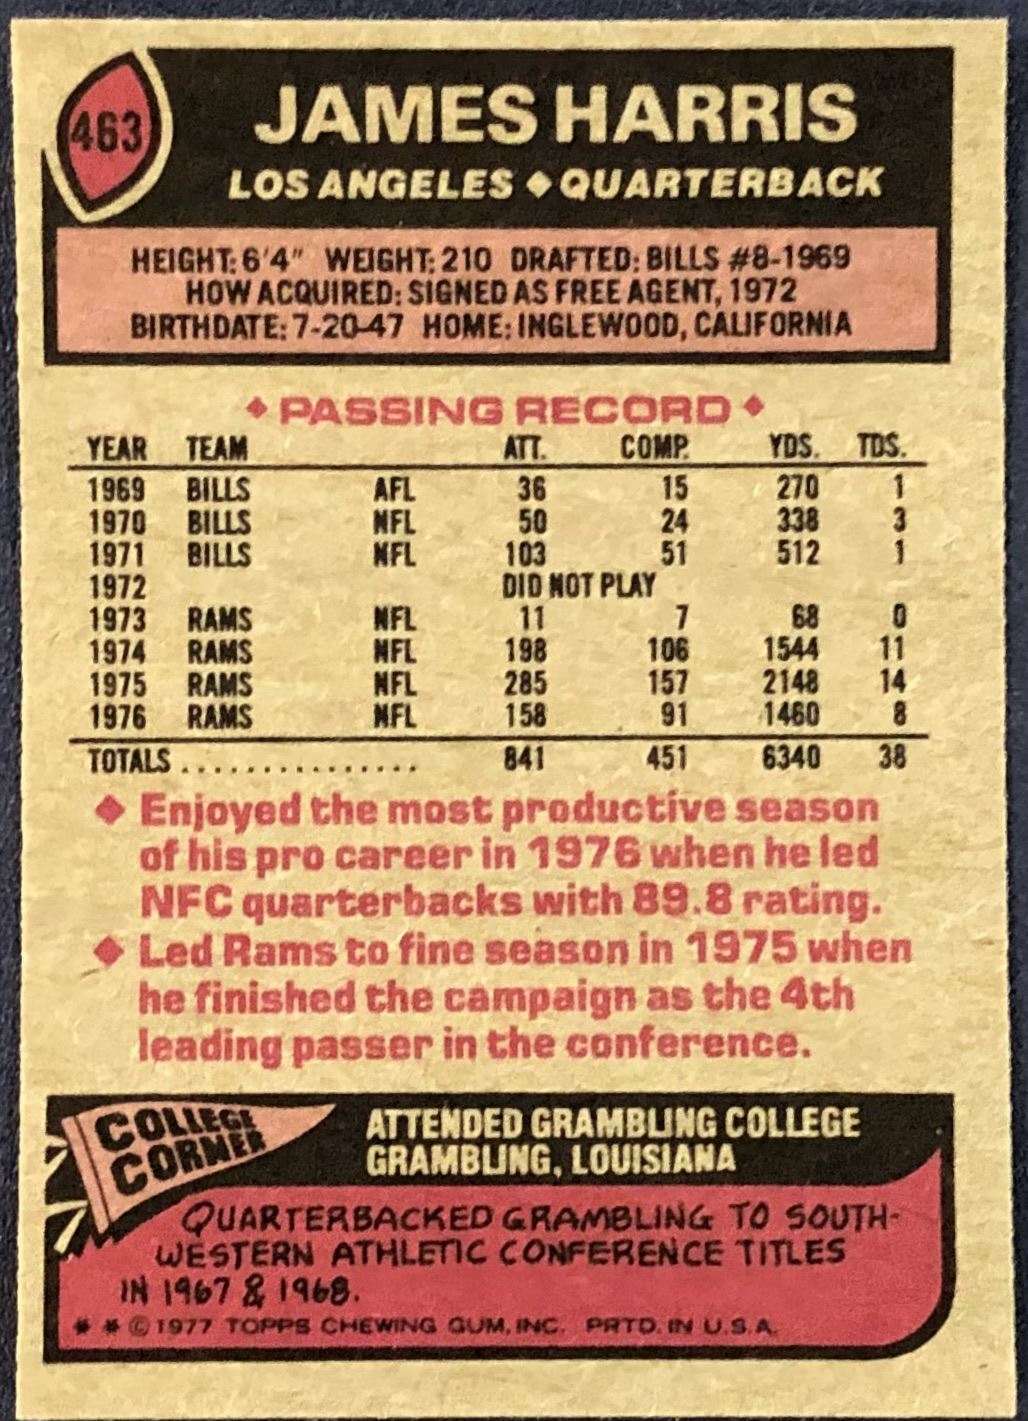 463
JAMES HARRIS
LOS ANGELES ◆ QUARTERBACK
HEIGHT: 6'4" WEIGHT: 210 DRAFTED: BILLS #8-1969
HOW ACQUIRED: SIGNED AS FREE AGENT, 1972
BIRTHDATE: 7-20-47 HOME: INGLEWOOD, CALIFORNIA
◆ PASSING RECORD ◆
YEAR TEAM ATT. COMP. YDS. TDS.
1969 BILLS AFL 36 15 270 1
1970 BILLS NFL 50 24 338 3
1971 BILLS NFL 103 51 512 1
1972 DID NOT PLAY
1973 RAMS NFL 11 7 68 0
1974 RAMS NFL 198 106 1544 11
1975 RAMS NFL 285 157 2148 14
1976 RAMS NFL 158 91 1460 8
TOTALS ............... 841 451 6340 38
◆ Enjoyed the most productive season
of his pro career in 1976 when he led
NFC quarterbacks with 89.8 rating.
◆ Led Rams to fine season in 1975 when
he finished the campaign as the 4th
leading passer in the conference.
COLLEGE
CORNER
ATTENDED GRAMBLING COLLEGE
GRAMBLING, LOUISIANA
QUARTERBACKED GRAMBLING TO SOUTH-
WESTERN ATHLETIC CONFERENCE TITLES
IN 1967 & 1968.
* * © 1977 TOPPS CHEWING GUM, INC. PRTD. IN U.S.A.